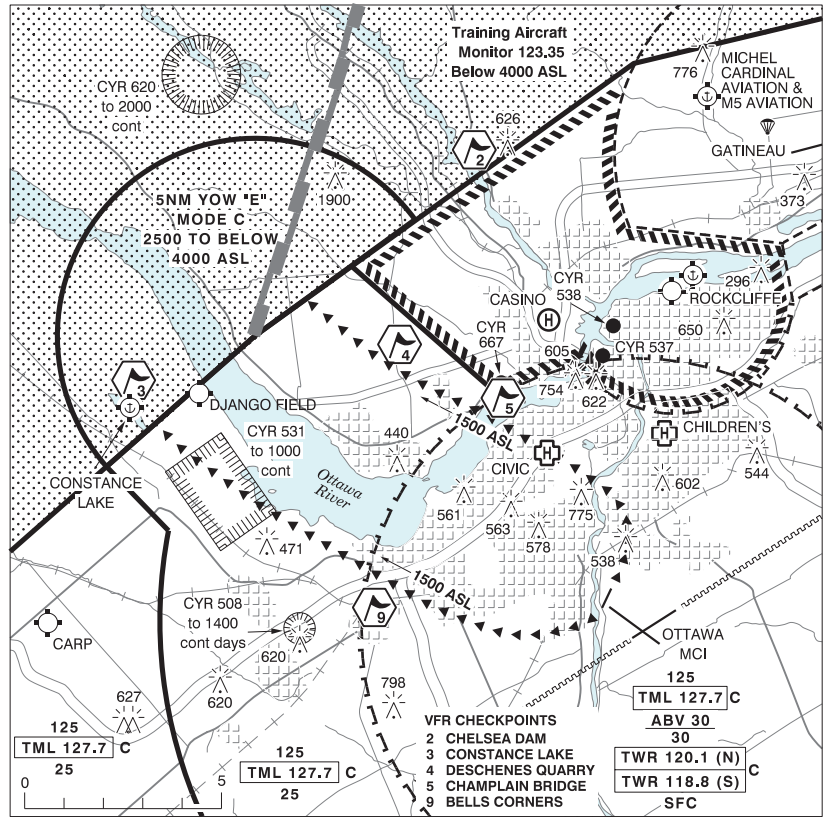 Training Aircraft
Monitor 123.35
Below 4000 ASL
776
MICHEL
CARDINAL
AVIATION &
M5 AVIATION
CYR 620
to 2000
cont
626
2
GATINEAU
1900
373
5NM YOW "E"
MODE C
2500 TO BELOW
4000 ASL
CYR
538
296
CASINO
H
ROCKCLIFFE
650
CYR
667
4
605
CYR 537
3
754
622
5
DJANGO FIELD
1500 ASL
CYR 531
to 1000
cont
440
CHILDREN'S
H
CIVIC
H
544
CONSTANCE
LAKE
Ottawa
River
602
561
563
775
578
471
538
1500 ASL
CYR 508
to 1400
cont days
9
620
CARP
OTTAWA
MCI
620
798
627
125
TML 127.7 C
25
125
TML 127.7 C
25
0
5
VFR CHECKPOINTS
2 CHELSEA DAM
3 CONSTANCE LAKE
4 DESCHENES QUARRY
5 CHAMPLAIN BRIDGE
9 BELLS CORNERS
125
TML 127.7 C
ABV 30
30
TWR 120.1 (N)
C
TWR 118.8 (S)
SFC